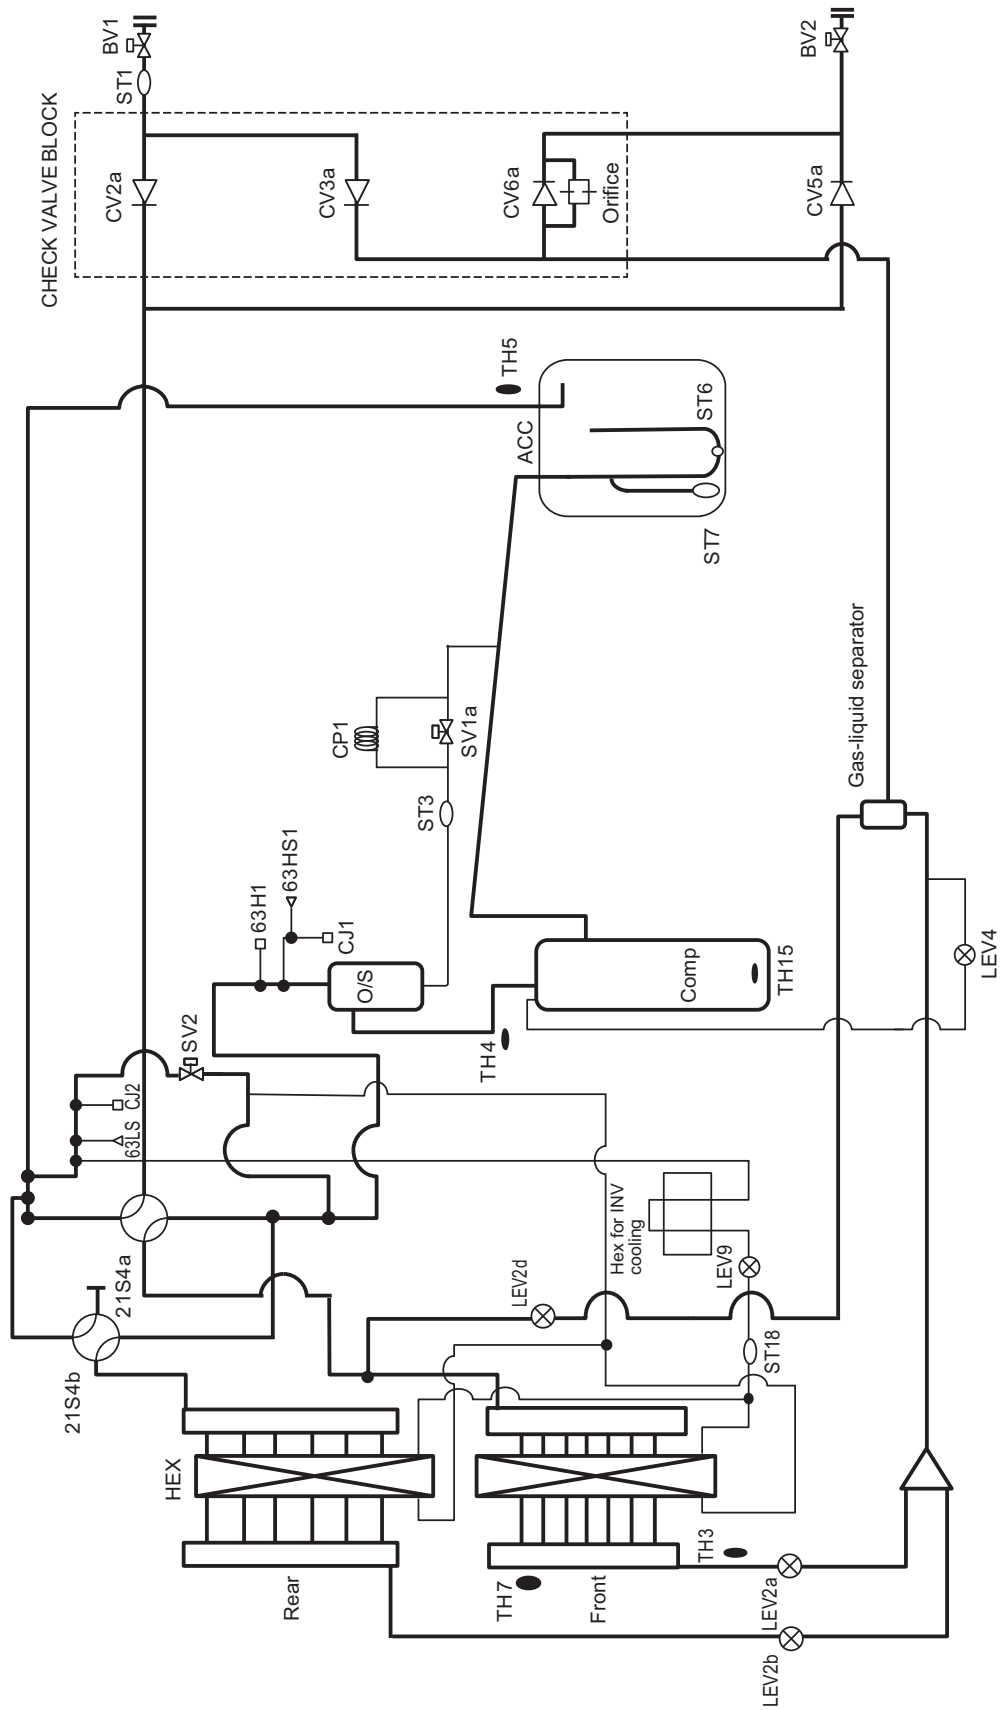 BV1
ST1
BV2
CHECK VALVE BLOCK
CV2a
CV3a
CV6a
Orifice
CV5a
TH5
ACC
ST6
ST7
CP1
SV1a
ST3
Gas-liquid separator
63H1
63HS1
CJ1
O/S
Comp
TH15
TH4
LEV4
SV2
CJ2
63LS
21S4a
21S4b
Hex for INV
cooling
LEV9
LEV2d
ST18
HEX
Rear
TH7
Front
TH3
LEV2a
LEV2b